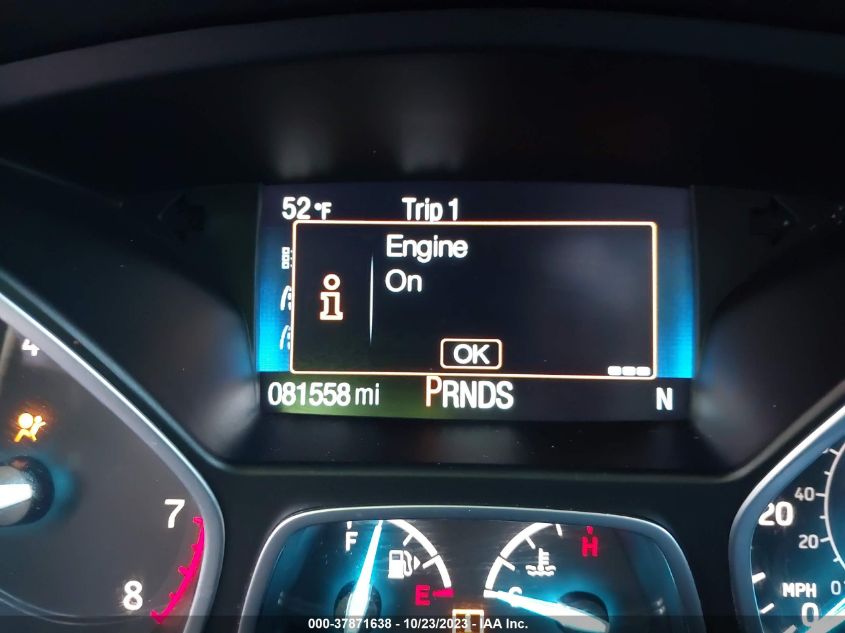 52°F Trip 1
Engine
On
OK
081558 mi PRNDS N
4
7
8
F
E
H
C
40
20
20
MPH
0
000-37871638 - 10/23/2023 - IAA Inc.